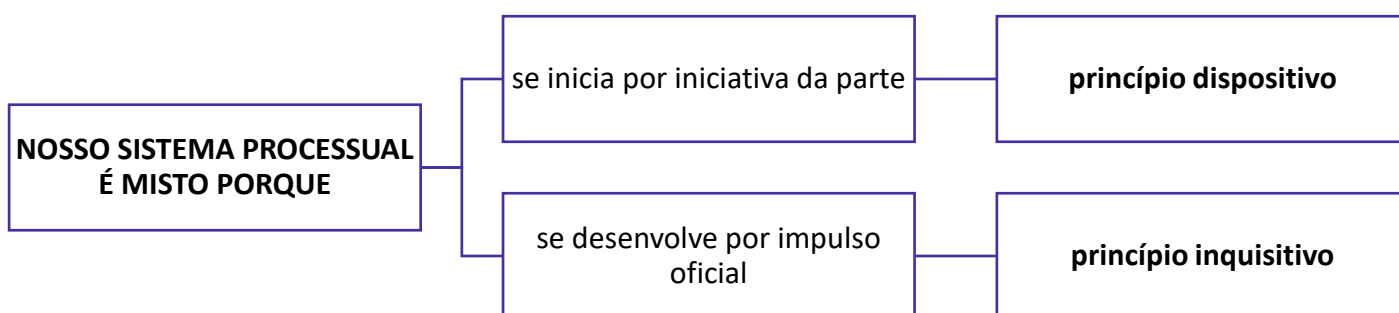 NOSSO SISTEMA PROCESSUAL
É MISTO PORQUE
se inicia por iniciativa da parte
princípio dispositivo
se desenvolve por impulso
oficial
princípio inquisitivo